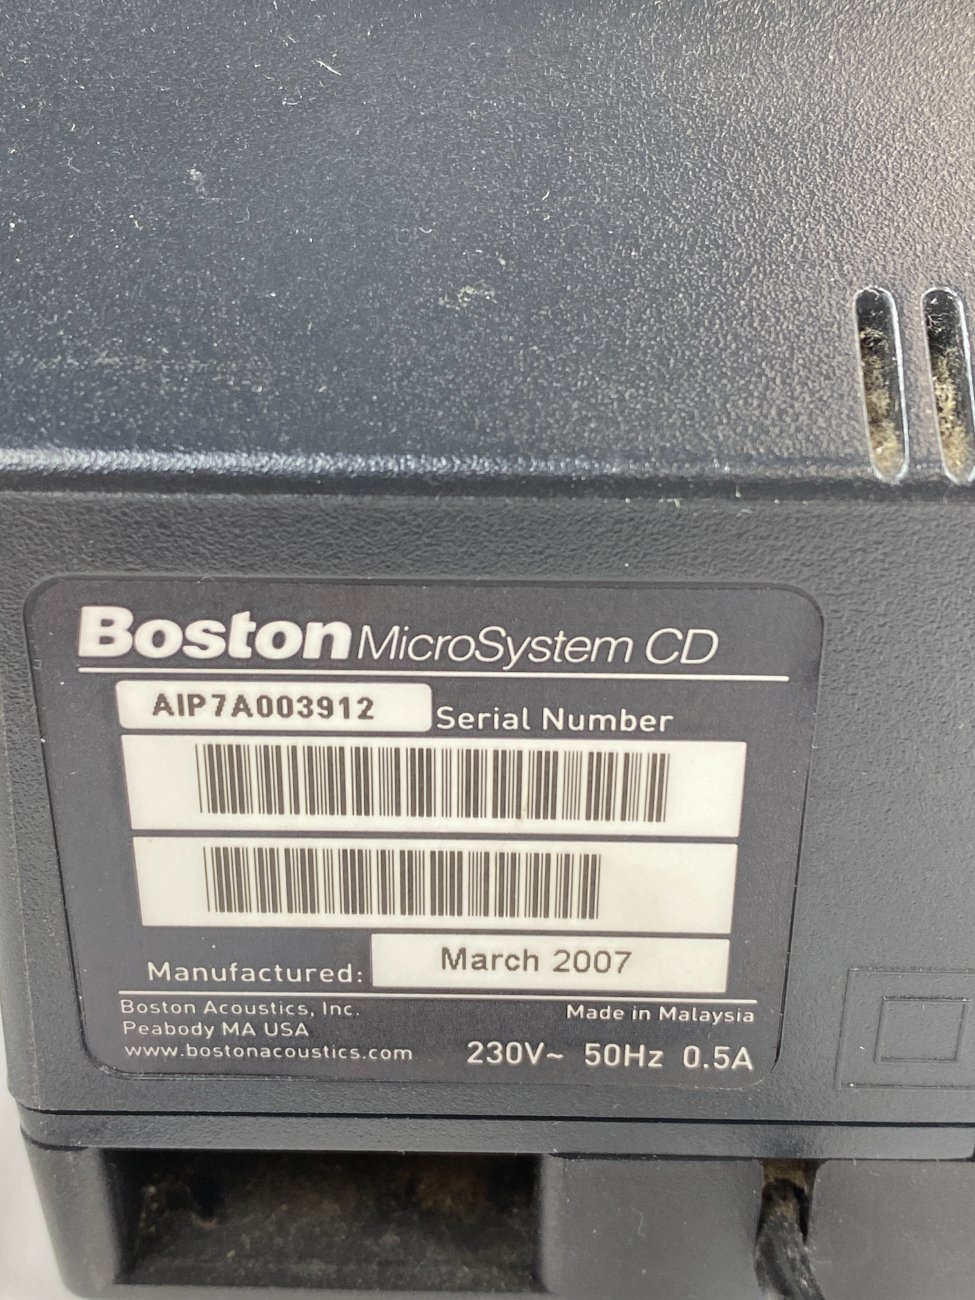 Boston MicroSystem CD
AIP7A003912 Serial Number
Manufactured: March 2007
Boston Acoustics, Inc. Made in Malaysia
Peabody MA USA
www.bostonacoustics.com 230V~ 50Hz 0.5A